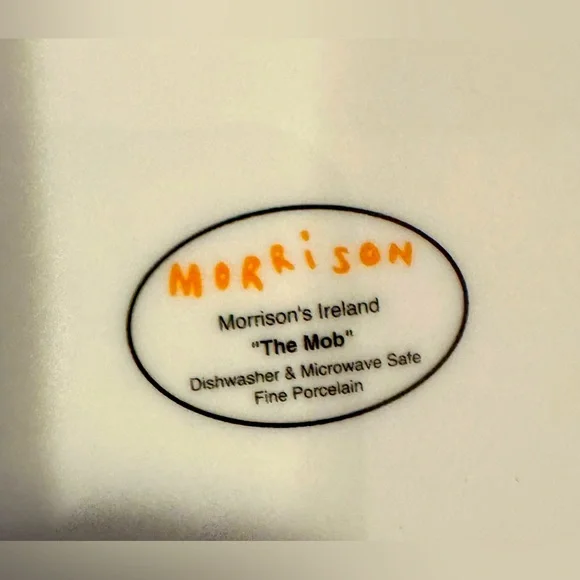 MORRiSON
Morrison's Ireland
"The Mob"
Dishwasher & Microwave Safe
Fine Porcelain